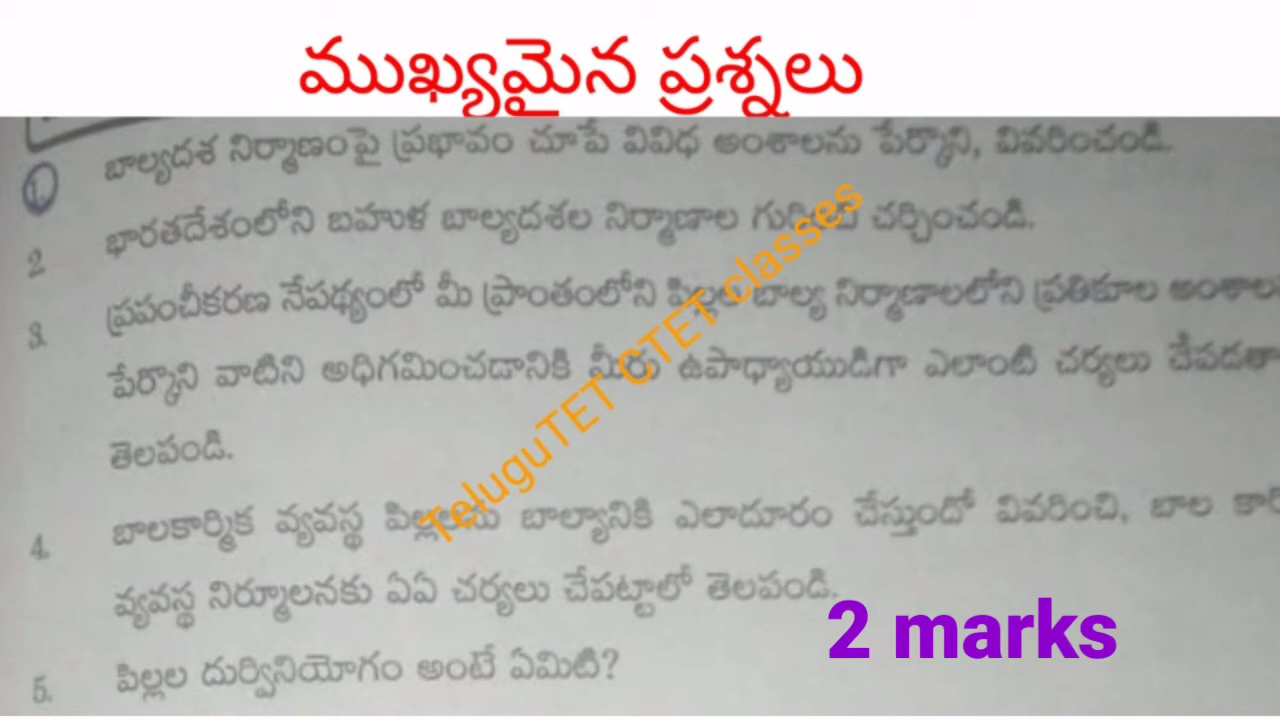 ముఖ్యమైన ప్రశ్నలు
1. బాల్యదశ నిర్మాణంపై ప్రభావం చూపే వివిధ అంశాలను పేర్కొని, వివరించండి.
2 భారతదేశంలోని బహుళ బాల్యదశల నిర్మాణాల చర్చించండి.
3. ప్రపంచీకరణ నేపథ్యంలో మీ ప్రాంతంలోని పిల్లల బాల్య నిర్మాణాలలోని ప్రతికూల అంశాల
పేర్కొని వాటిని అధిగమించడానికి మీరు ఉపాధ్యాయుడిగా ఎలాంటి చర్యలు చేపడతా
తెలపండి.
4. బాలకార్మిక వ్యవస్థ బాల్యానికి ఎలాదూరం చేస్తుందో వివరించి, బాల కార్
వ్యవస్థ నిర్మూలనకు ఏఏ చర్యలు చేపట్టాలో తెలపండి.
5. పిల్లల దుర్వినియోగం అంటే ఏమిటి?
TeluguTET CTET classes
2 marks